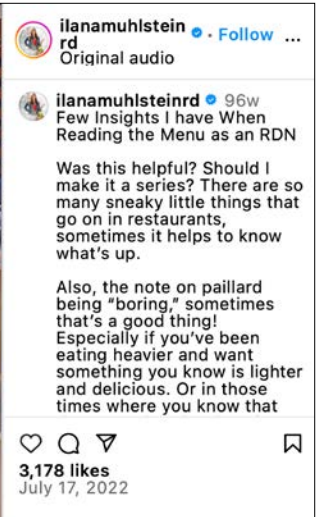 ilanamuhlstein
rd • Follow ...
Original audio
ilanamuhlsteinrd 96w
Few Insights I have When
Reading the Menu as an RDN
Was this helpful? Should I
make it a series? There are so
many sneaky little things that
go on in restaurants,
sometimes it helps to know
what's up.
Also, the note on paillard
being “boring,” sometimes
that's a good thing!
Especially if you've been
eating heavier and want
something you know is lighter
and delicious. Or in those
times where you know that
3,178 likes
July 17, 2022